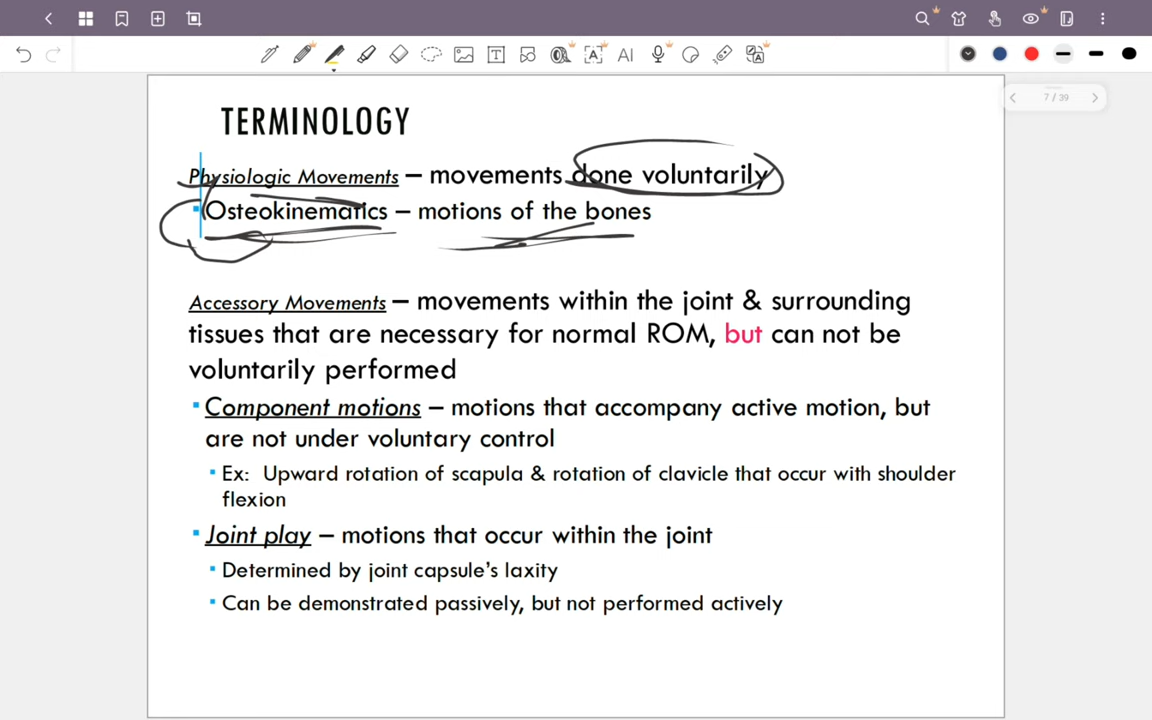 7 / 39
TERMINOLOGY
Physiologic Movements – movements done voluntarily
▪ Osteokinematics – motions of the bones
Accessory Movements – movements within the joint & surrounding
tissues that are necessary for normal ROM, but can not be
voluntarily performed
▪ Component motions – motions that accompany active motion, but
are not under voluntary control
▪ Ex: Upward rotation of scapula & rotation of clavicle that occur with shoulder
flexion
▪ Joint play – motions that occur within the joint
▪ Determined by joint capsule's laxity
▪ Can be demonstrated passively, but not performed actively